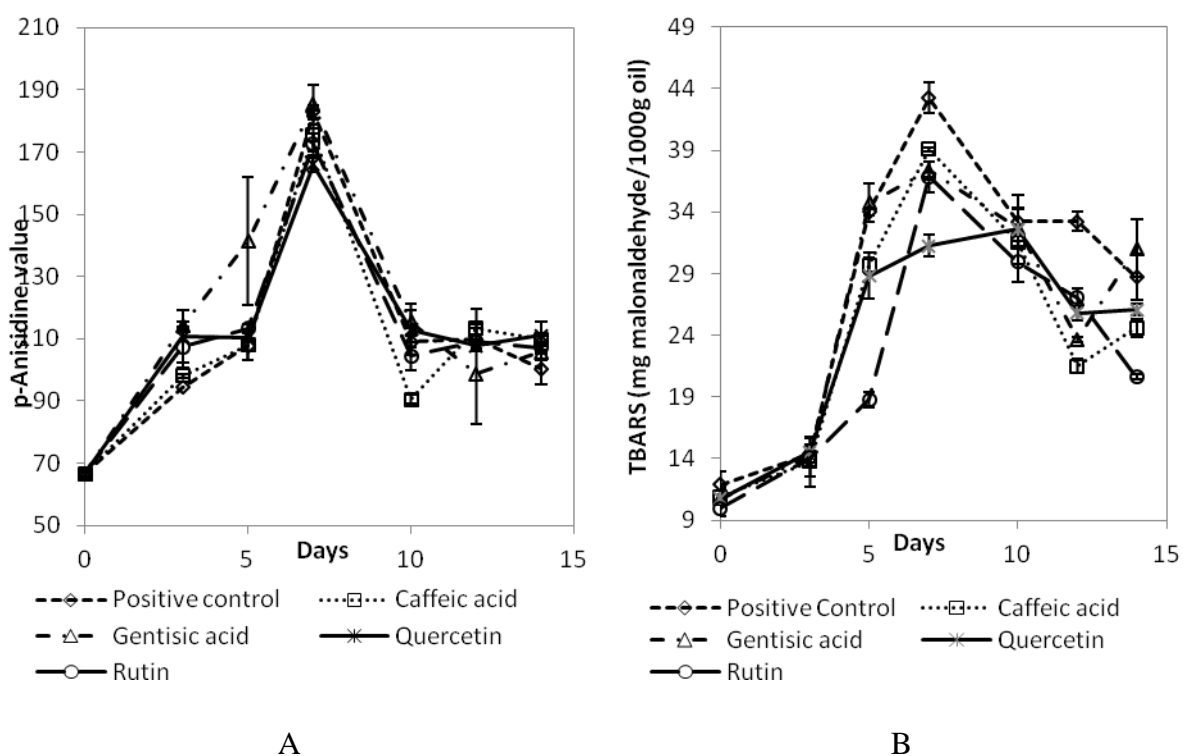 210
190
170
150
130
110
90
70
50
p-Anisidine value
0
5
10
15
Days
Positive control
Caffeic acid
Gentisic acid
Quercetin
Rutin
A
49
44
39
34
29
24
19
14
9
TBARS (mg malonaldehyde/1000g oil)
0
5
10
15
Days
Positive Control
Caffeic acid
Gentisic acid
Quercetin
Rutin
B